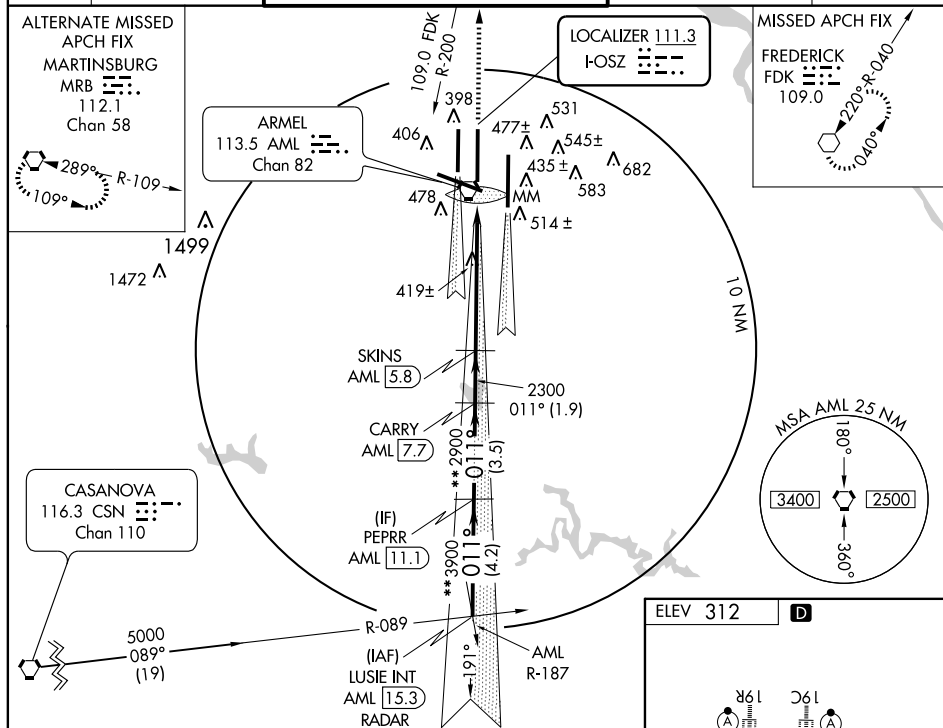 ALTERNATE MISSED
APCH FIX
MARTINSBURG
MRB
112.1
Chan 58
289°
R-109
109°
109.0 FDK
R-200
LOCALIZER 111.3
I-OSZ
MISSED APCH FIX
FREDERICK
FDK
109.0
220°
R-040
040°
ARMEL
113.5 AML
Chan 82
398
406
478
531
477±
545±
435±
682
583
MM
514 ±
1499
1472
419±
10 NM
SKINS
AML 5.8
2300
011° (1.9)
CARRY
AML 7.7
**2900
011°
(3.5)
(IF)
PEPRR
AML 11.1
**3900
011°
(4.2)
CASANOVA
116.3 CSN
Chan 110
5000
089°
(19)
R-089
(IAF)
LUSIE INT
AML 15.3
RADAR
191°
AML
R-187
MSA AML 25 NM
180°
3400
2500
360°
ELEV 312
D
19R
19C
A
A